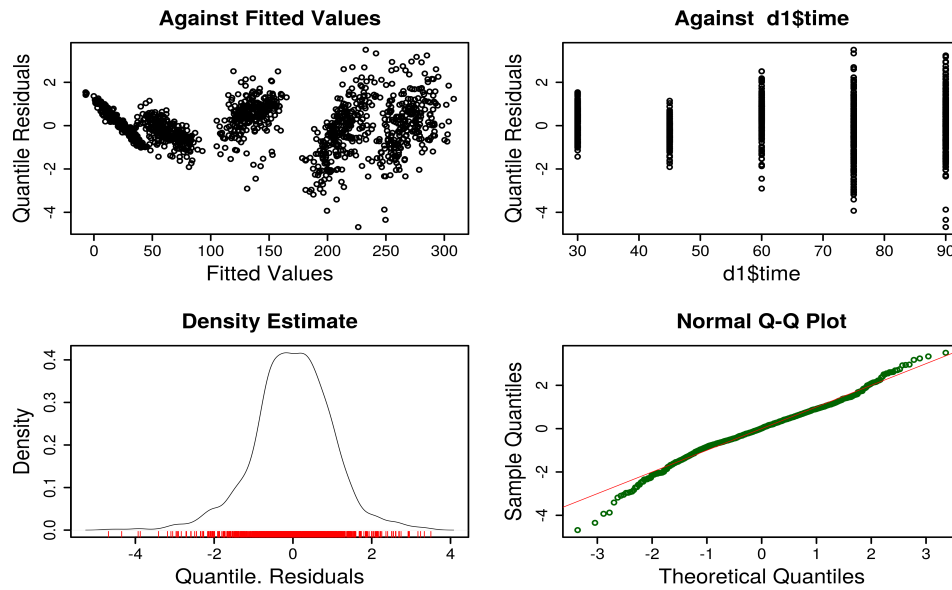 Against Fitted Values
Quantile Residuals
-4 -2 0 2
0 50 100 150 200 250 300
Fitted Values
Against d1$time
Quantile Residuals
-4 -2 0 2
30 40 50 60 70 80 90
d1$time
Density Estimate
Density
0.0 0.1 0.2 0.3 0.4
-4 -2 0 2 4
Quantile. Residuals
Normal Q-Q Plot
Sample Quantiles
-4 -2 0 2
-3 -2 -1 0 1 2 3
Theoretical Quantiles